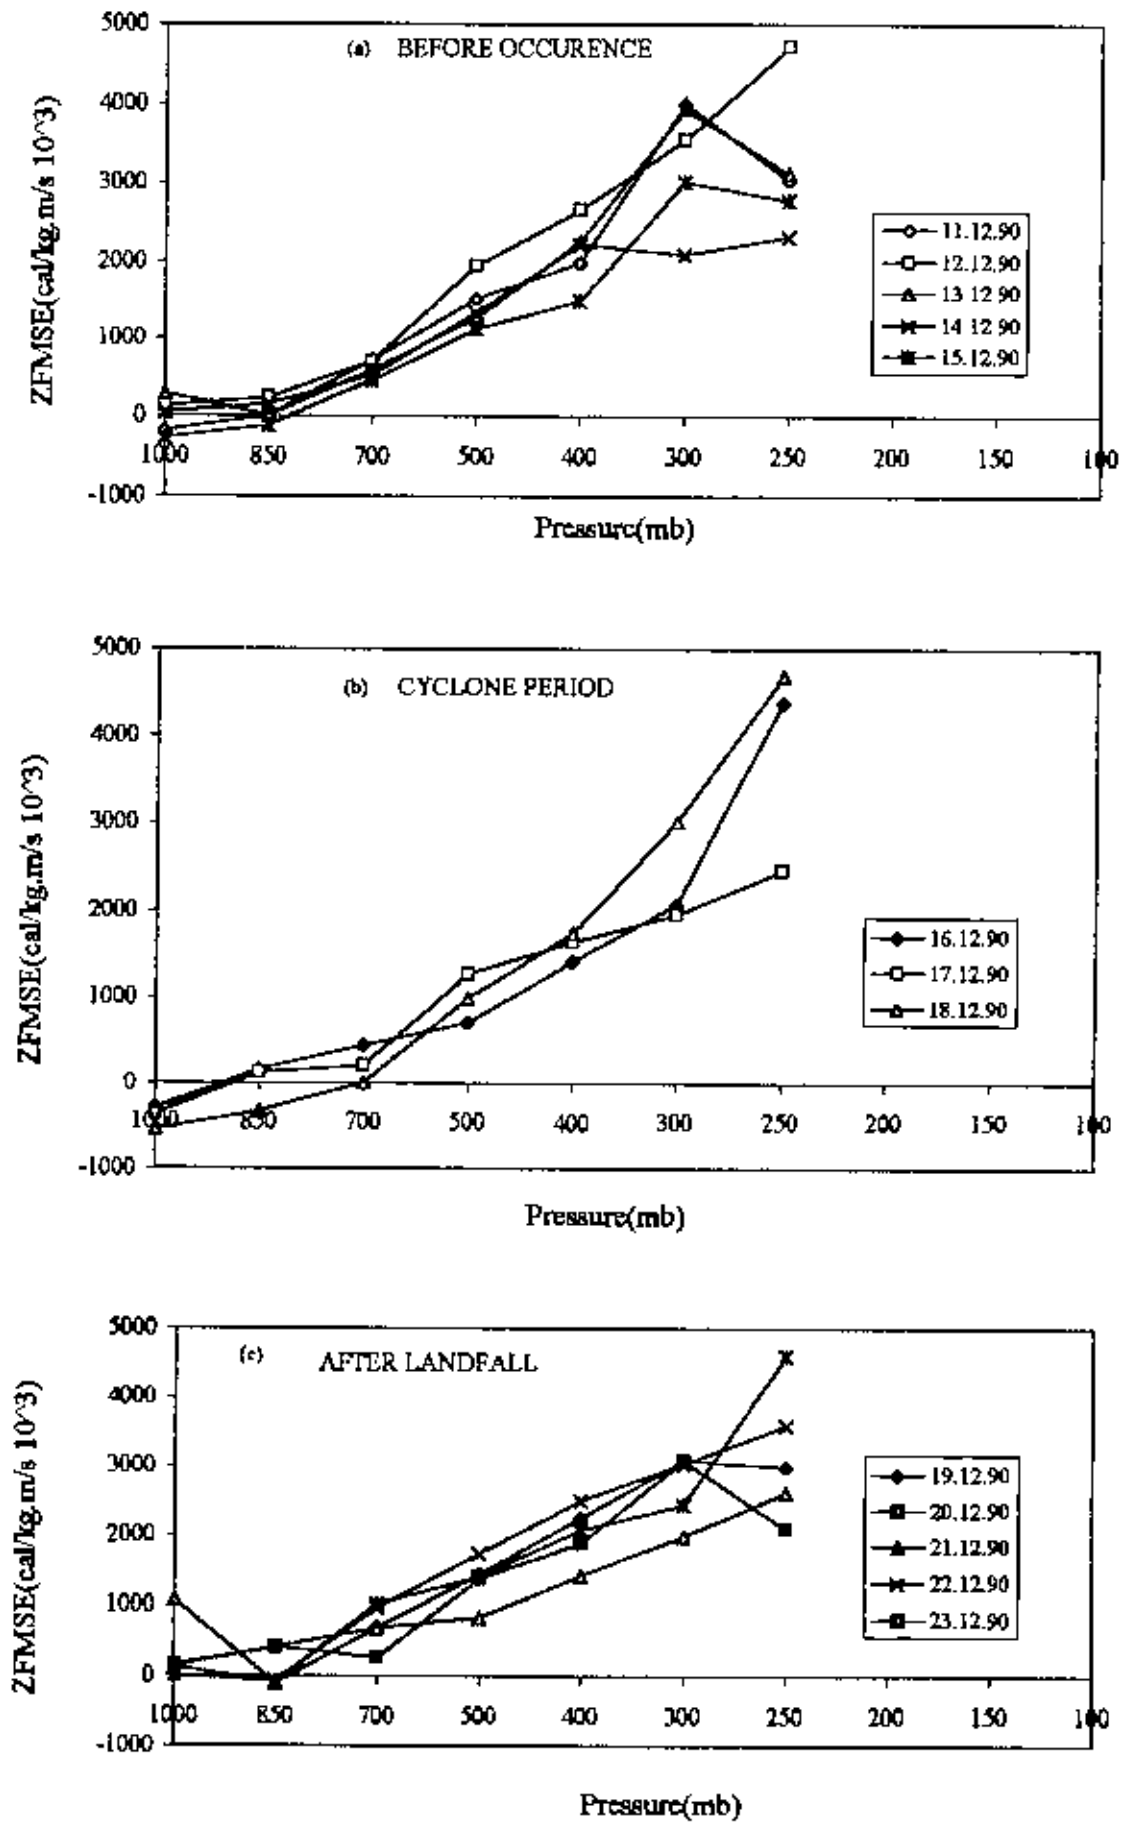 (a) BEFORE OCCURENCE
ZFMSE(cal/kg.m/s 10^3)
5000
4000
3000
2000
1000
0
-1000
1000 850 700 500 400 300 250 200 150 100
Pressure(mb)
11.12.90
12.12.90
13 12 90
14 12 90
15.12.90
(b) CYCLONE PERIOD
ZFMSE(cal/kg.m/s 10^3)
5000
4000
3000
2000
1000
0
-1000
1000 850 700 500 400 300 250 200 150 100
Pressure(mb)
16.12.90
17.12.90
18.12.90
(c) AFTER LANDFALL
ZFMSE(cal/kg.m/s 10^3)
5000
4000
3000
2000
1000
0
-1000
1000 850 700 500 400 300 250 200 150 100
Pressure(mb)
19.12.90
20.12.90
21.12.90
22.12.90
23.12.90